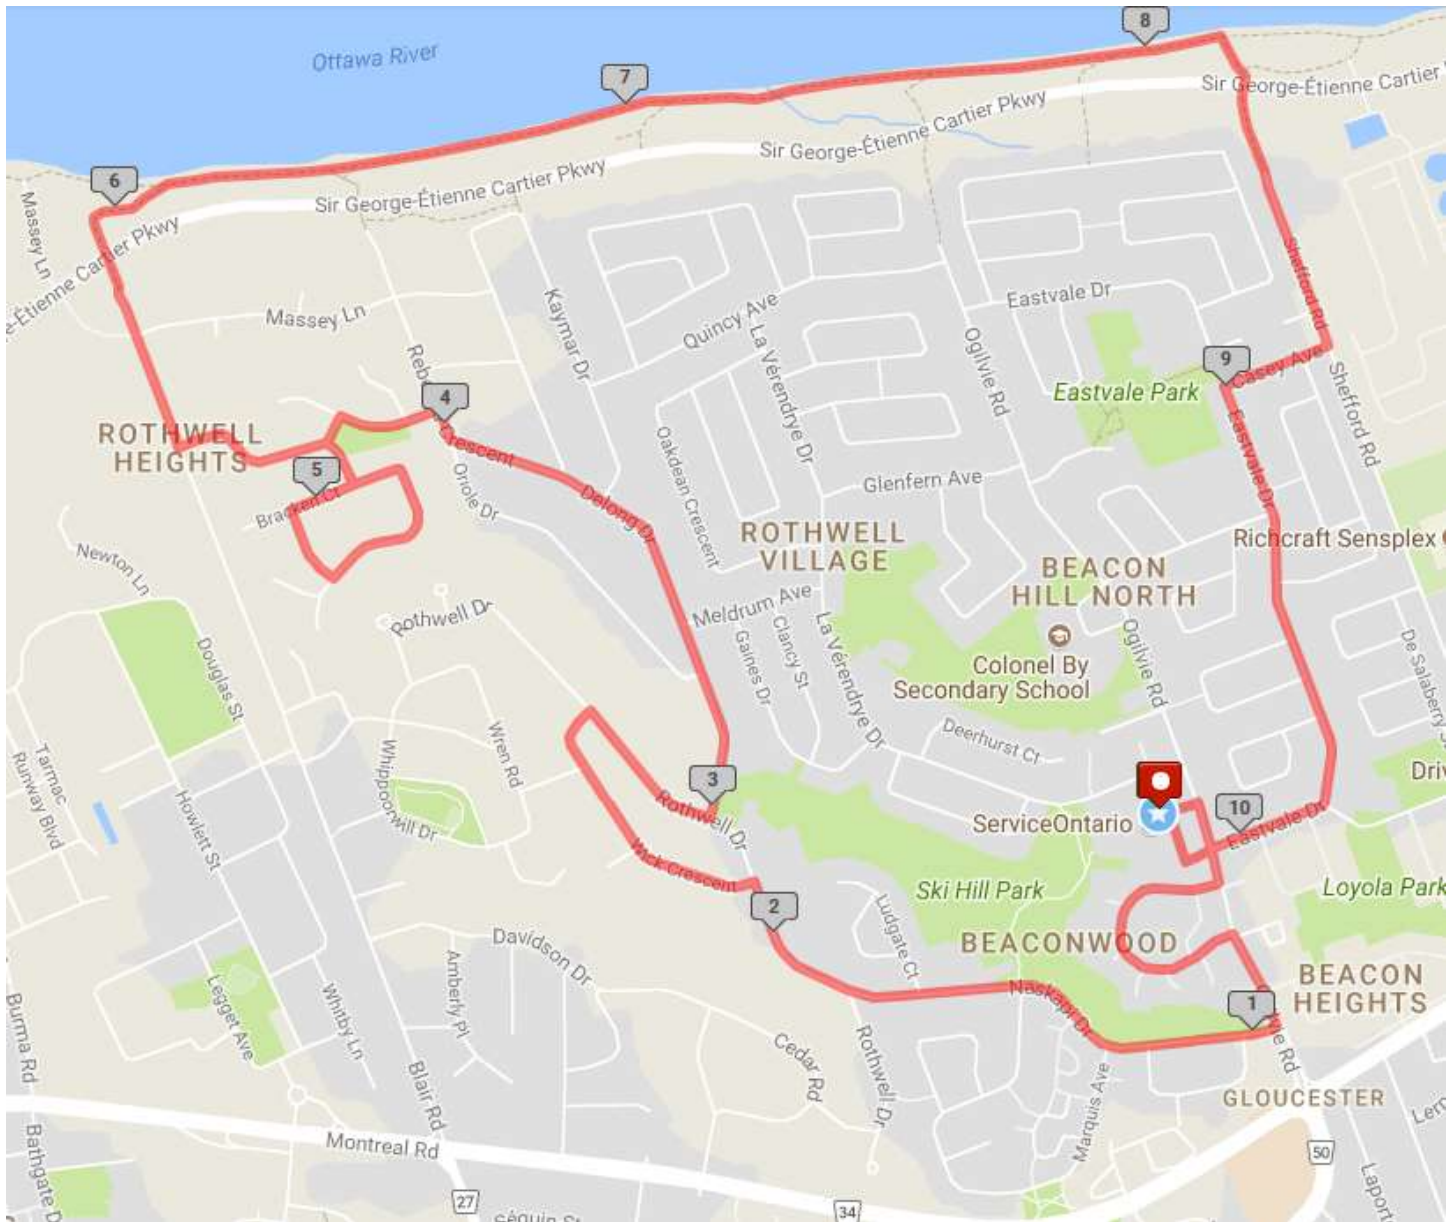 8
Ottawa River
7
Sir George-Étienne Cartier Pkwy
Sir George-Étienne Cartier Pkwy
Sir George-Étienne Cartier
6
Massey Ln
e-Étienne Cartier Pkwy
Massey Ln
Kaymar Dr
Quincy Ave
La Vérendrye Dr
Eastvale Dr
Ogilvie Rd
Shefford Rd
9
Casey Ave
Shefford Rd
Eastvale Park
4
Crescent
ROTHWELL
HEIGHTS
5
Bracken Ct
Oriole Dr
Delong Dr
Oakdean Crescent
Glenfern Ave
Eastvale Dr
ROTHWELL
VILLAGE
Richcraft Sensplex
BEACON
HILL NORTH
Newton Ln
Rothwell Dr
Meldrum Ave
Gaines Dr
Clancy St
La Vérendrye Dr
Colonel By
Secondary School
Ogilvie Rd
De Salaberry
Douglas St
Deerhurst Ct
Wren Rd
Whippoorwill Dr
Tarmac
Runway Blvd
Howlett St
3
Rothwell Dr
ServiceOntario
10
Eastvale Dr
Wick Crescent
2
Ski Hill Park
Loyola Park
Ludgate Ct
BEACONWOOD
Davidson Dr
Amberly Pl
BEACON
HEIGHTS
Naskapi Dr
1
Legget Ave
Whitby Ln
Burma Rd
Blair Rd
Cedar Rd
Rothwell Dr
Marquis Ave
GLOUCESTER
Montreal Rd
50
27
34